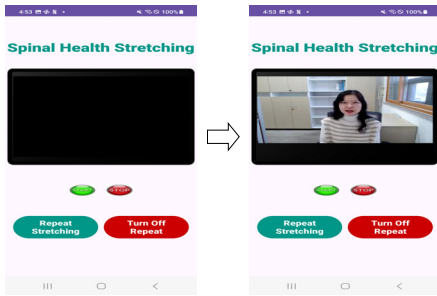 4:53
100%
Spinal Health Stretching
STOP
Repeat
Stretching
Turn Off
Repeat
4:53
100%
Spinal Health Stretching
STOP
Repeat
Stretching
Turn Off
Repeat